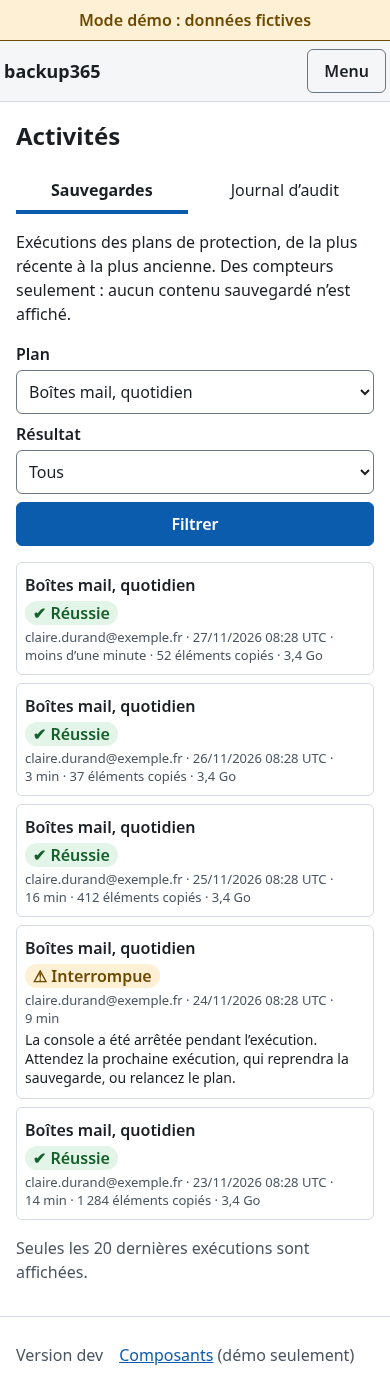 Mode démo : données fictives
backup365
Menu
Activités
Sauvegardes
Journal d’audit
Exécutions des plans de protection, de la plus
récente à la plus ancienne. Des compteurs
seulement : aucun contenu sauvegardé n’est
affiché.
Plan
Boîtes mail, quotidien
Résultat
Tous
Filtrer
Boîtes mail, quotidien
✔ Réussie
claire.durand@exemple.fr · 27/11/2026 08:28 UTC ·
moins d’une minute · 52 éléments copiés · 3,4 Go
Boîtes mail, quotidien
✔ Réussie
claire.durand@exemple.fr · 26/11/2026 08:28 UTC ·
3 min · 37 éléments copiés · 3,4 Go
Boîtes mail, quotidien
✔ Réussie
claire.durand@exemple.fr · 25/11/2026 08:28 UTC ·
16 min · 412 éléments copiés · 3,4 Go
Boîtes mail, quotidien
⚠ Interrompue
claire.durand@exemple.fr · 24/11/2026 08:28 UTC ·
9 min
La console a été arrêtée pendant l’exécution.
Attendez la prochaine exécution, qui reprendra la
sauvegarde, ou relancez le plan.
Boîtes mail, quotidien
✔ Réussie
claire.durand@exemple.fr · 23/11/2026 08:28 UTC ·
14 min · 1 284 éléments copiés · 3,4 Go
Seules les 20 dernières exécutions sont
affichées.
Version dev Composants (démo seulement)